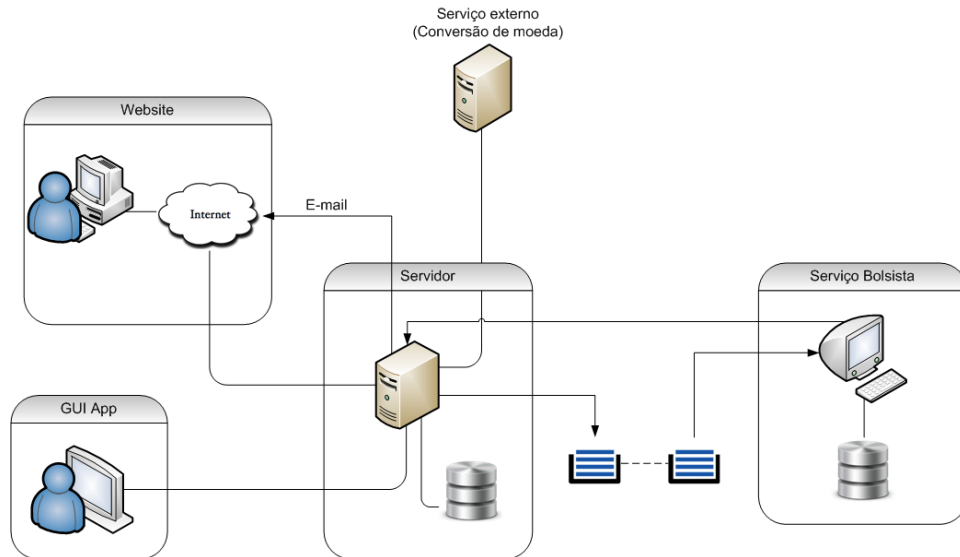 Serviço externo
(Conversão de moeda)
Website
Internet
E-mail
Servidor
Serviço Bolsista
GUI App